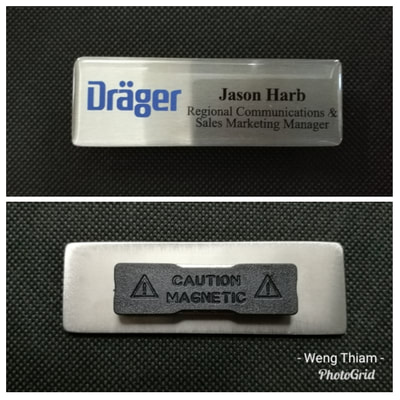 Dräger
Jason Harb
Regional Communications &
Sales Marketing Manager
CAUTION
MAGNETIC
- Weng Thiam -
PhotoGrid